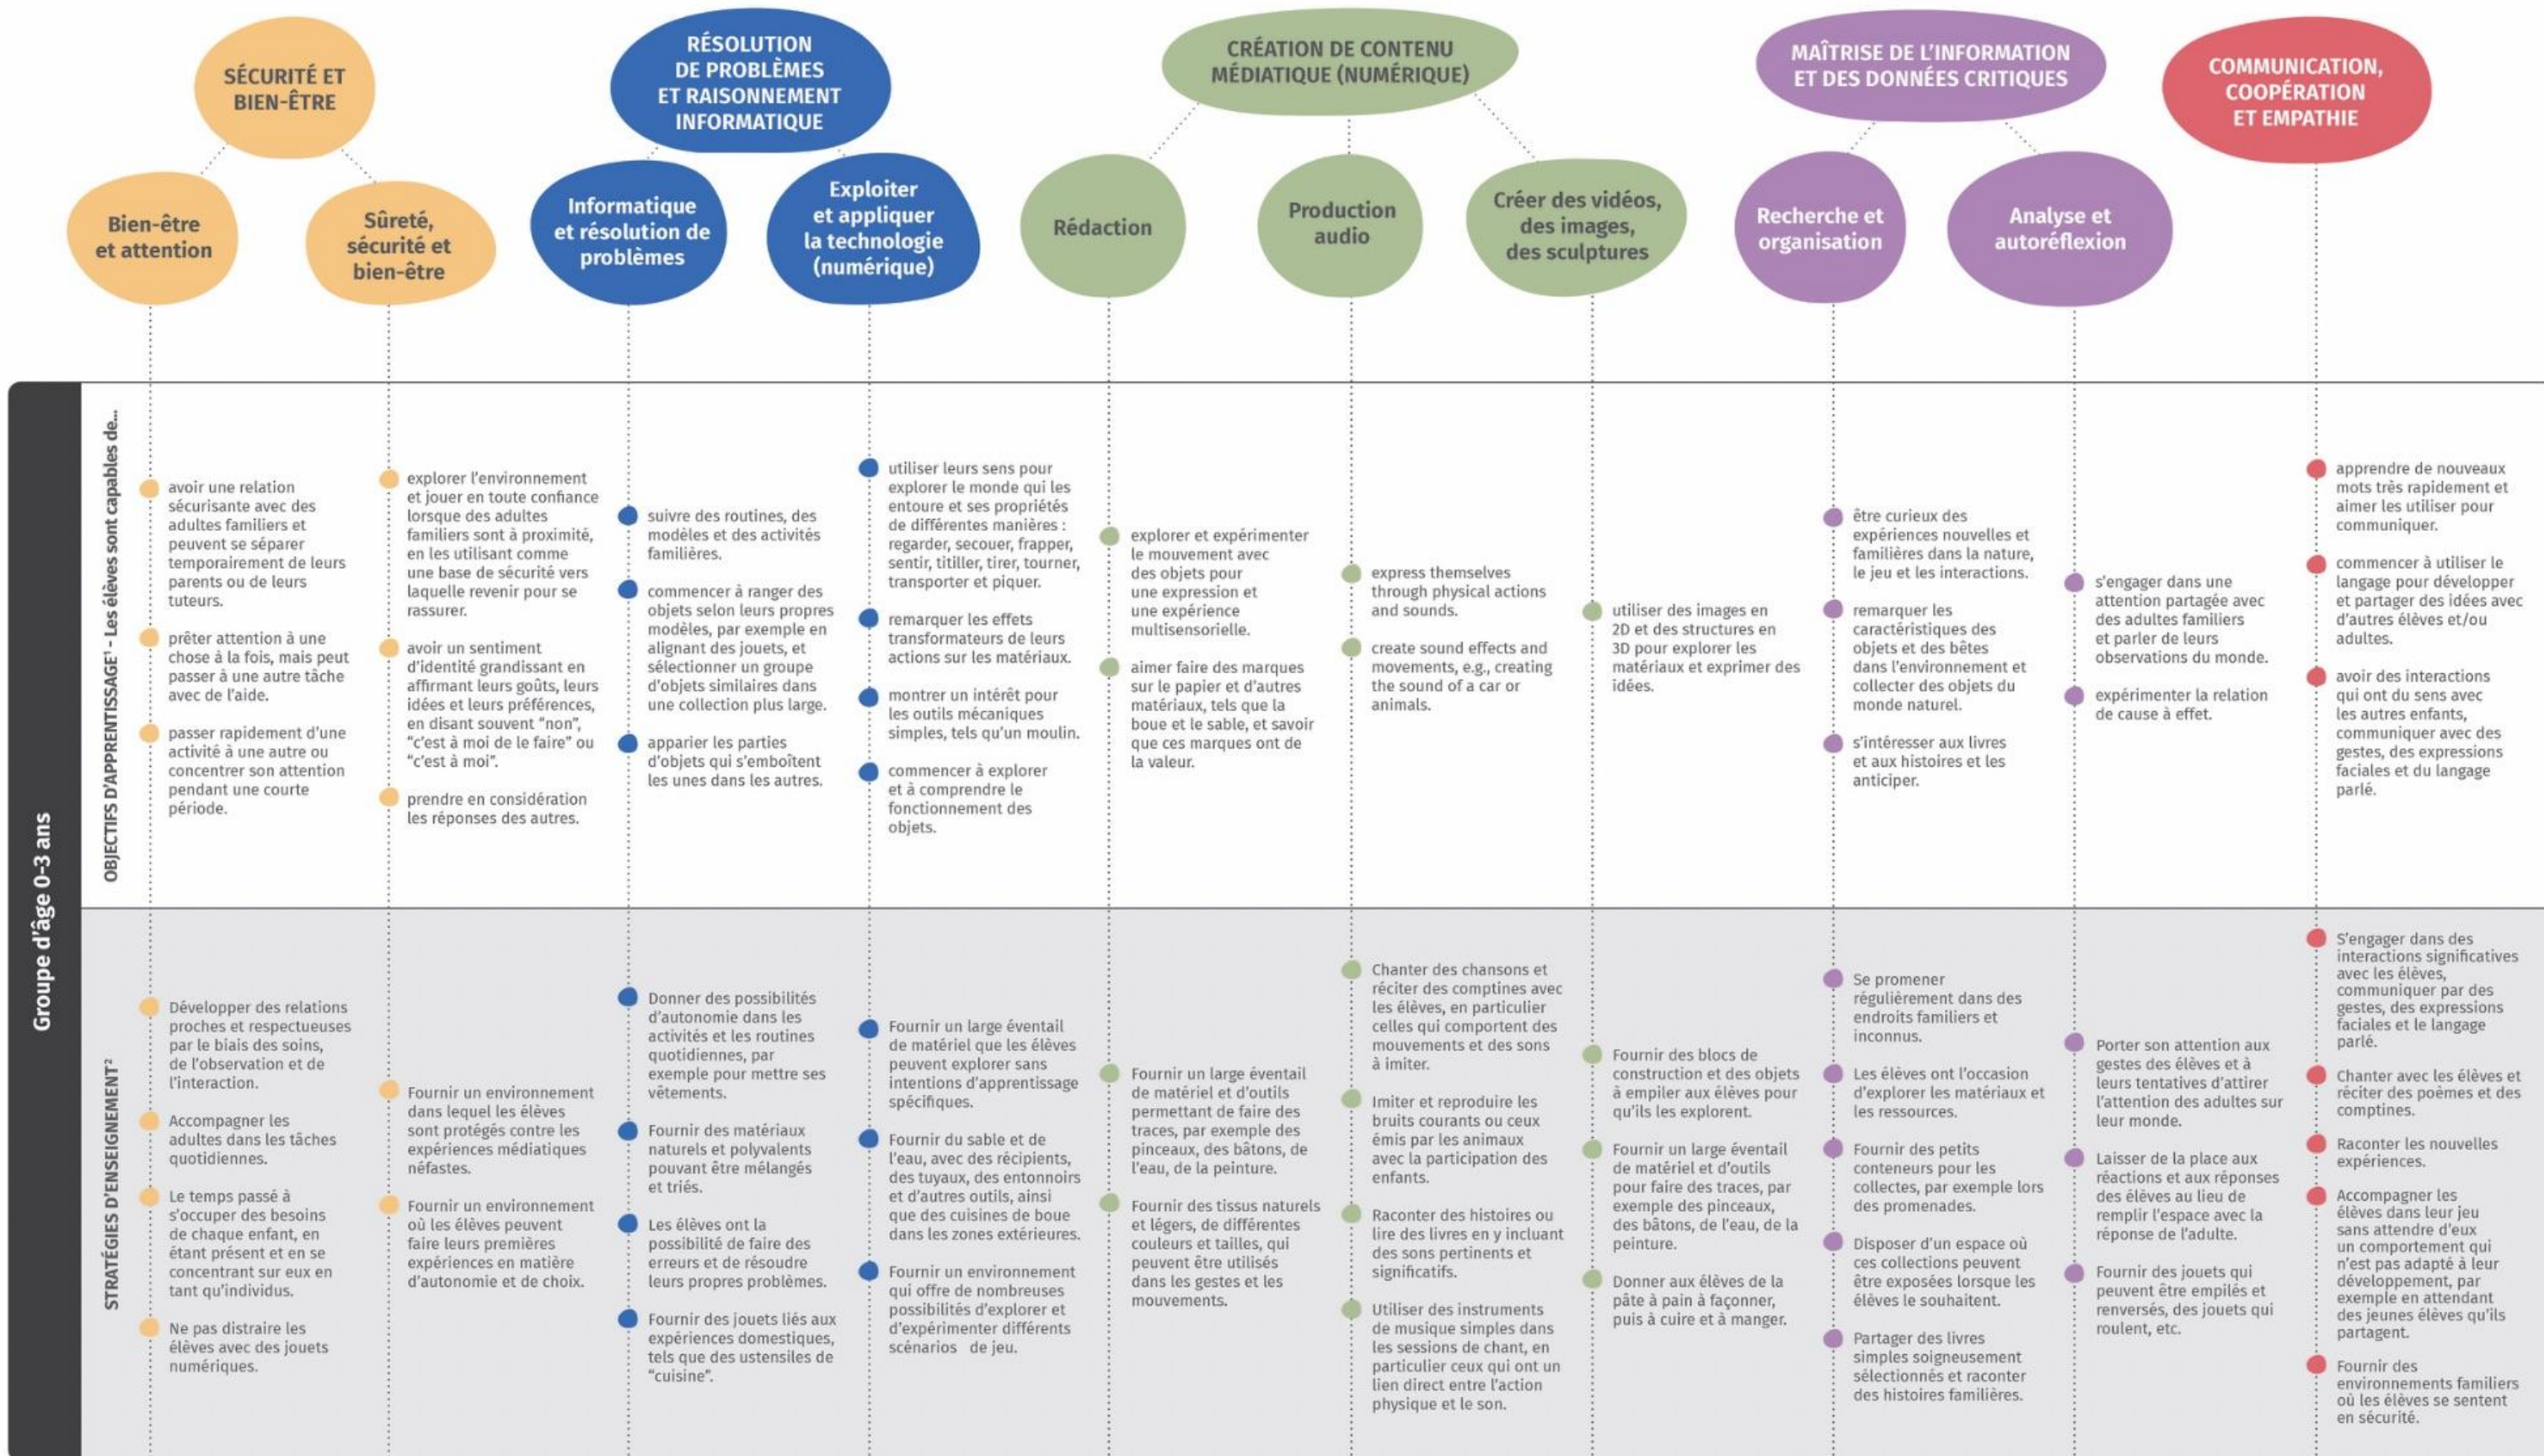 SÉCURITÉ ET
BIEN-ÊTRE
RÉSOLUTION
DE PROBLÈMES
ET RAISONNEMENT
INFORMATIQUE
CRÉATION DE CONTENU
MÉDIATIQUE (NUMÉRIQUE)
MAÎTRISE DE L'INFORMATION
ET DES DONNÉES CRITIQUES
COMMUNICATION,
COOPÉRATION
ET EMPATHIE
Bien-être
et attention
Sûreté,
sécurité et
bien-être
Informatique
et résolution de
problèmes
Exploiter
et appliquer
la technologie
(numérique)
Rédaction
Production
audio
Créer des vidéos,
des images,
des sculptures
Recherche et
organisation
Analyse et
autoréflexion
Groupe d'âge 0-3 ans
OBJECTIFS D'APPRENTISSAGE¹ - Les élèves sont capables de...
avoir une relation
sécurisante avec des
adultes familiers et
peuvent se séparer
temporairement de leurs
parents ou de leurs
tuteurs.
prêter attention à une
chose à la fois, mais peut
passer à une autre tâche
avec de l'aide.
passer rapidement d'une
activité à une autre ou
concentrer son attention
pendant une courte
période.
explorer l'environnement
et jouer en toute confiance
lorsque des adultes
familiers sont à proximité,
en les utilisant comme
une base de sécurité vers
laquelle revenir pour se
rassurer.
avoir un sentiment
d'identité grandissant en
affirmant leurs goûts, leurs
idées et leurs préférences,
en disant souvent "non",
"c'est à moi de le faire" ou
"c'est à moi".
prendre en considération
les réponses des autres.
suivre des routines, des
modèles et des activités
familières.
commencer à ranger des
objets selon leurs propres
modèles, par exemple en
alignant des jouets, et
sélectionner un groupe
d'objets similaires dans
une collection plus large.
apparier les parties
d'objets qui s'emboîtent
les unes dans les autres.
utiliser leurs sens pour
explorer le monde qui les
entoure et ses propriétés
de différentes manières :
regarder, secouer, frapper,
sentir, titiller, tirer, tourner,
transporter et piquer.
remarquer les effets
transformateurs de leurs
actions sur les matériaux.
montrer un intérêt pour
les outils mécaniques
simples, tels qu'un moulin.
commencer à explorer
et à comprendre le
fonctionnement des
objets.
explorer et expérimenter
le mouvement avec
des objets pour
une expression et
une expérience
multisensorielle.
aimer faire des marques
sur le papier et d'autres
matériaux, tels que la
boue et le sable, et savoir
que ces marques ont de
la valeur.
express themselves
through physical actions
and sounds.
create sound effects and
movements, e.g., creating
the sound of a car or
animals.
utiliser des images en
2D et des structures en
3D pour explorer les
matériaux et exprimer des
idées.
être curieux des
expériences nouvelles et
familières dans la nature,
le jeu et les interactions.
remarquer les
caractéristiques des
objets et des bêtes
dans l'environnement et
collecter des objets du
monde naturel.
s'intéresser aux livres
et aux histoires et les
anticiper.
s'engager dans une
attention partagée avec
des adultes familiers
et parler de leurs
observations du monde.
expérimenter la relation
de cause à effet.
apprendre de nouveaux
mots très rapidement et
aimer les utiliser pour
communiquer.
commencer à utiliser le
langage pour développer
et partager des idées avec
d'autres élèves et/ou
adultes.
avoir des interactions
qui ont du sens avec
les autres enfants,
communiquer avec des
gestes, des expressions
faciales et du langage
parlé.
STRATÉGIES D'ENSEIGNEMENT²
Développer des relations
proches et respectueuses
par le biais des soins,
de l'observation et de
l'interaction.
Accompagner les
adultes dans les tâches
quotidiennes.
Le temps passé à
s'occuper des besoins
de chaque enfant, en
étant présent et en se
concentrant sur eux en
tant qu'individus.
Ne pas distraire les
élèves avec des jouets
numériques.
Fournir un environnement
dans lequel les élèves
sont protégés contre les
expériences médiatiques
néfastes.
Fournir un environnement
où les élèves peuvent
faire leurs premières
expériences en matière
d'autonomie et de choix.
Donner des possibilités
d'autonomie dans les
activités et les routines
quotidiennes, par
exemple pour mettre ses
vêtements.
Fournir des matériaux
naturels et polyvalents
pouvant être mélangés
et triés.
Les élèves ont la
possibilité de faire des
erreurs et de résoudre
leurs propres problèmes.
Fournir des jouets liés aux
expériences domestiques,
tels que des ustensiles de
"cuisine".
Fournir un large éventail
de matériel que les élèves
peuvent explorer sans
intentions d'apprentissage
spécifiques.
Fournir du sable et de
l'eau, avec des récipients,
des tuyaux, des entonnoirs
et d'autres outils, ainsi
que des cuisines de boue
dans les zones extérieures.
Fournir un environnement
qui offre de nombreuses
possibilités d'explorer et
d'expérimenter différents
scénarios de jeu.
Fournir un large éventail
de matériel et d'outils
permettant de faire des
traces, par exemple des
pinceaux, des bâtons, de
l'eau, de la peinture.
Fournir des tissus naturels
et légers, de différentes
couleurs et tailles, qui
peuvent être utilisés
dans les gestes et les
mouvements.
Chanter des chansons et
réciter des comptines avec
les élèves, en particulier
celles qui comportent des
mouvements et des sons
à imiter.
Imiter et reproduire les
bruits courants ou ceux
émis par les animaux
avec la participation des
enfants.
Raconter des histoires ou
lire des livres en y incluant
des sons pertinents et
significatifs.
Utiliser des instruments
de musique simples dans
les sessions de chant, en
particulier ceux qui ont un
lien direct entre l'action
physique et le son.
Fournir des blocs de
construction et des objets
à empiler aux élèves pour
qu'ils les explorent.
Fournir un large éventail
de matériel et d'outils
pour faire des traces, par
exemple des pinceaux,
des bâtons, de l'eau, de la
peinture.
Donner aux élèves de la
pâte à pain à façonner,
puis à cuire et à manger.
Se promener
régulièrement dans des
endroits familiers et
inconnus.
Les élèves ont l'occasion
d'explorer les matériaux et
les ressources.
Fournir des petits
conteneurs pour les
collectes, par exemple lors
des promenades.
Disposer d'un espace où
ces collections peuvent
être exposées lorsque les
élèves le souhaitent.
Partager des livres
simples soigneusement
sélectionnés et raconter
des histoires familières.
Porter son attention aux
gestes des élèves et à
leurs tentatives d'attirer
l'attention des adultes sur
leur monde.
Laisser de la place aux
réactions et aux réponses
des élèves au lieu de
remplir l'espace avec la
réponse de l'adulte.
Fournir des jouets qui
peuvent être empilés et
renversés, des jouets qui
roulent, etc.
S'engager dans des
interactions significatives
avec les élèves,
communiquer par des
gestes, des expressions
faciales et le langage
parlé.
Chanter avec les élèves et
réciter des poèmes et des
comptines.
Raconter les nouvelles
expériences.
Accompagner les
élèves dans leur jeu
sans attendre d'eux
un comportement qui
n'est pas adapté à leur
développement, par
exemple en attendant
des jeunes élèves qu'ils
partagent.
Fournir des
environnements familiers
où les élèves se sentent
en sécurité.